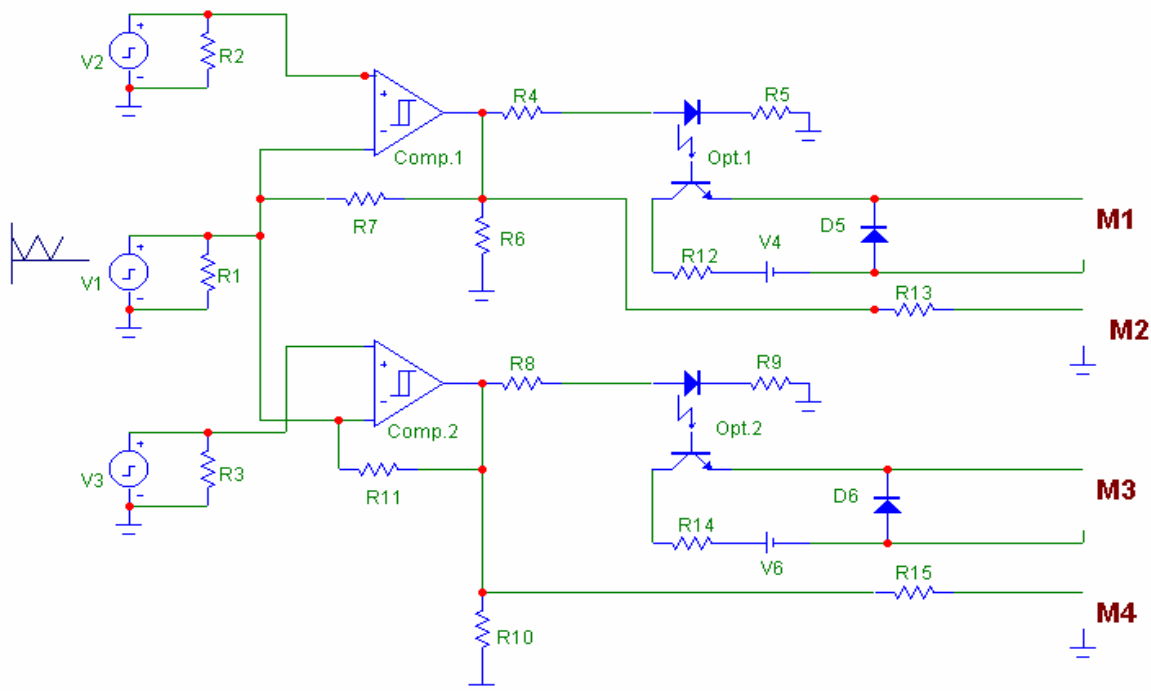 V2
R2
+
-
+
-
Comp.1
R4
R5
Opt.1
R7
R6
V1
R1
+
-
R12
V4
D5
M1
R13
M2
V3
R3
+
-
+
-
Comp.2
R8
R9
Opt.2
R11
R14
V6
D6
M3
R15
R10
M4